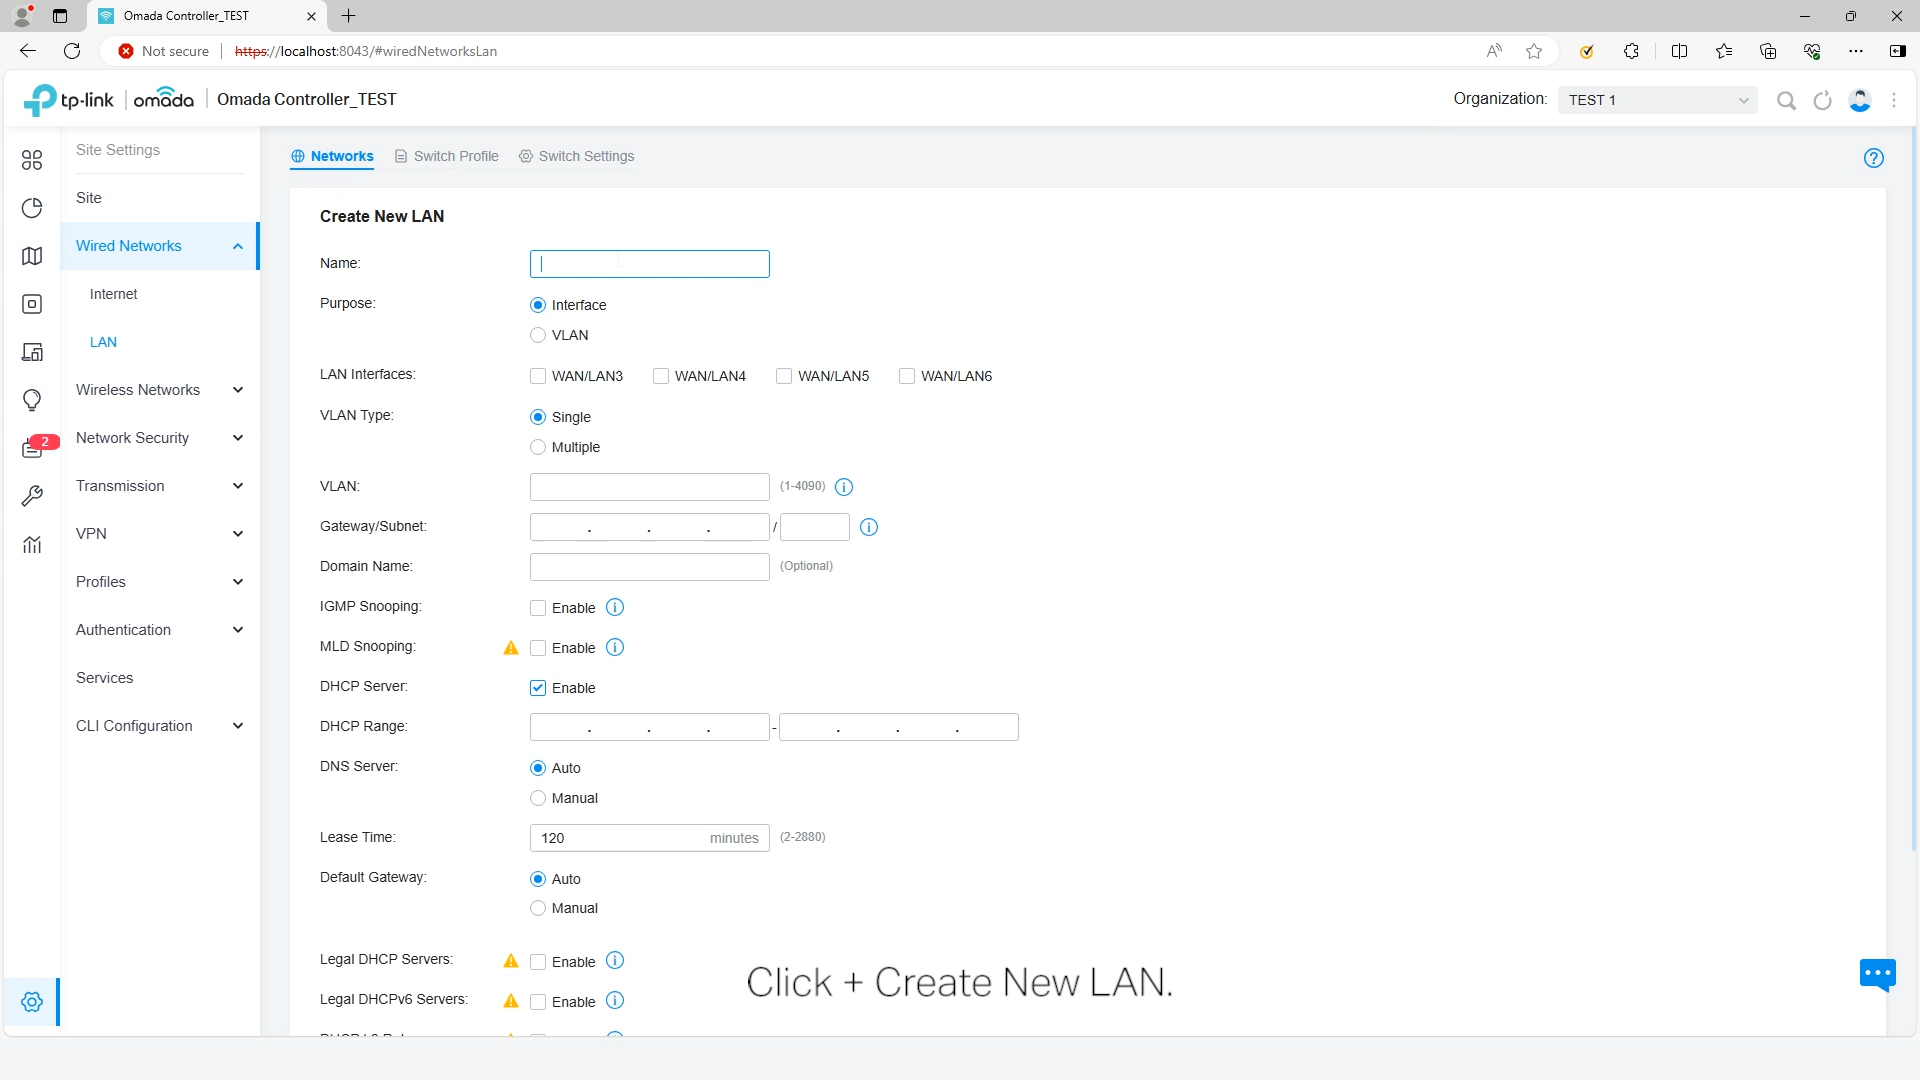 Omada Controller_TEST
Not secure
https://localhost:8043/#wiredNetworksLan
tp-link omada Omada Controller_TEST
Organization: TEST 1
Site Settings
Site
Wired Networks
Internet
LAN
Wireless Networks
2
Network Security
Transmission
VPN
Profiles
Authentication
Services
CLI Configuration
Networks Switch Profile Switch Settings
Create New LAN
Name:
Purpose: Interface
VLAN
LAN Interfaces: WAN/LAN3 WAN/LAN4 WAN/LAN5 WAN/LAN6
VLAN Type: Single
Multiple
VLAN: (1-4090)
Gateway/Subnet: . . . /
Domain Name: (Optional)
IGMP Snooping: Enable
MLD Snooping: Enable
DHCP Server: Enable
DHCP Range: . . . - . . .
DNS Server: Auto
Manual
Lease Time: 120 minutes (2-2880)
Default Gateway: Auto
Manual
Legal DHCP Servers: Enable
Legal DHCPv6 Servers: Enable
Click + Create New LAN.